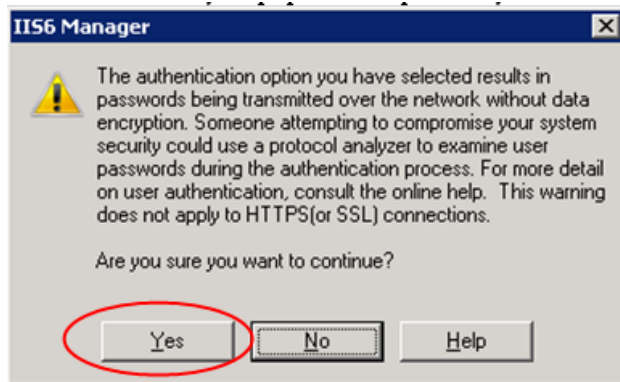 IIS6 Manager
The authentication option you have selected results in
passwords being transmitted over the network without data
encryption. Someone attempting to compromise your system
security could use a protocol analyzer to examine user
passwords during the authentication process. For more detail
on user authentication, consult the online help. This warning
does not apply to HTTPS(or SSL) connections.
Are you sure you want to continue?
Yes No Help